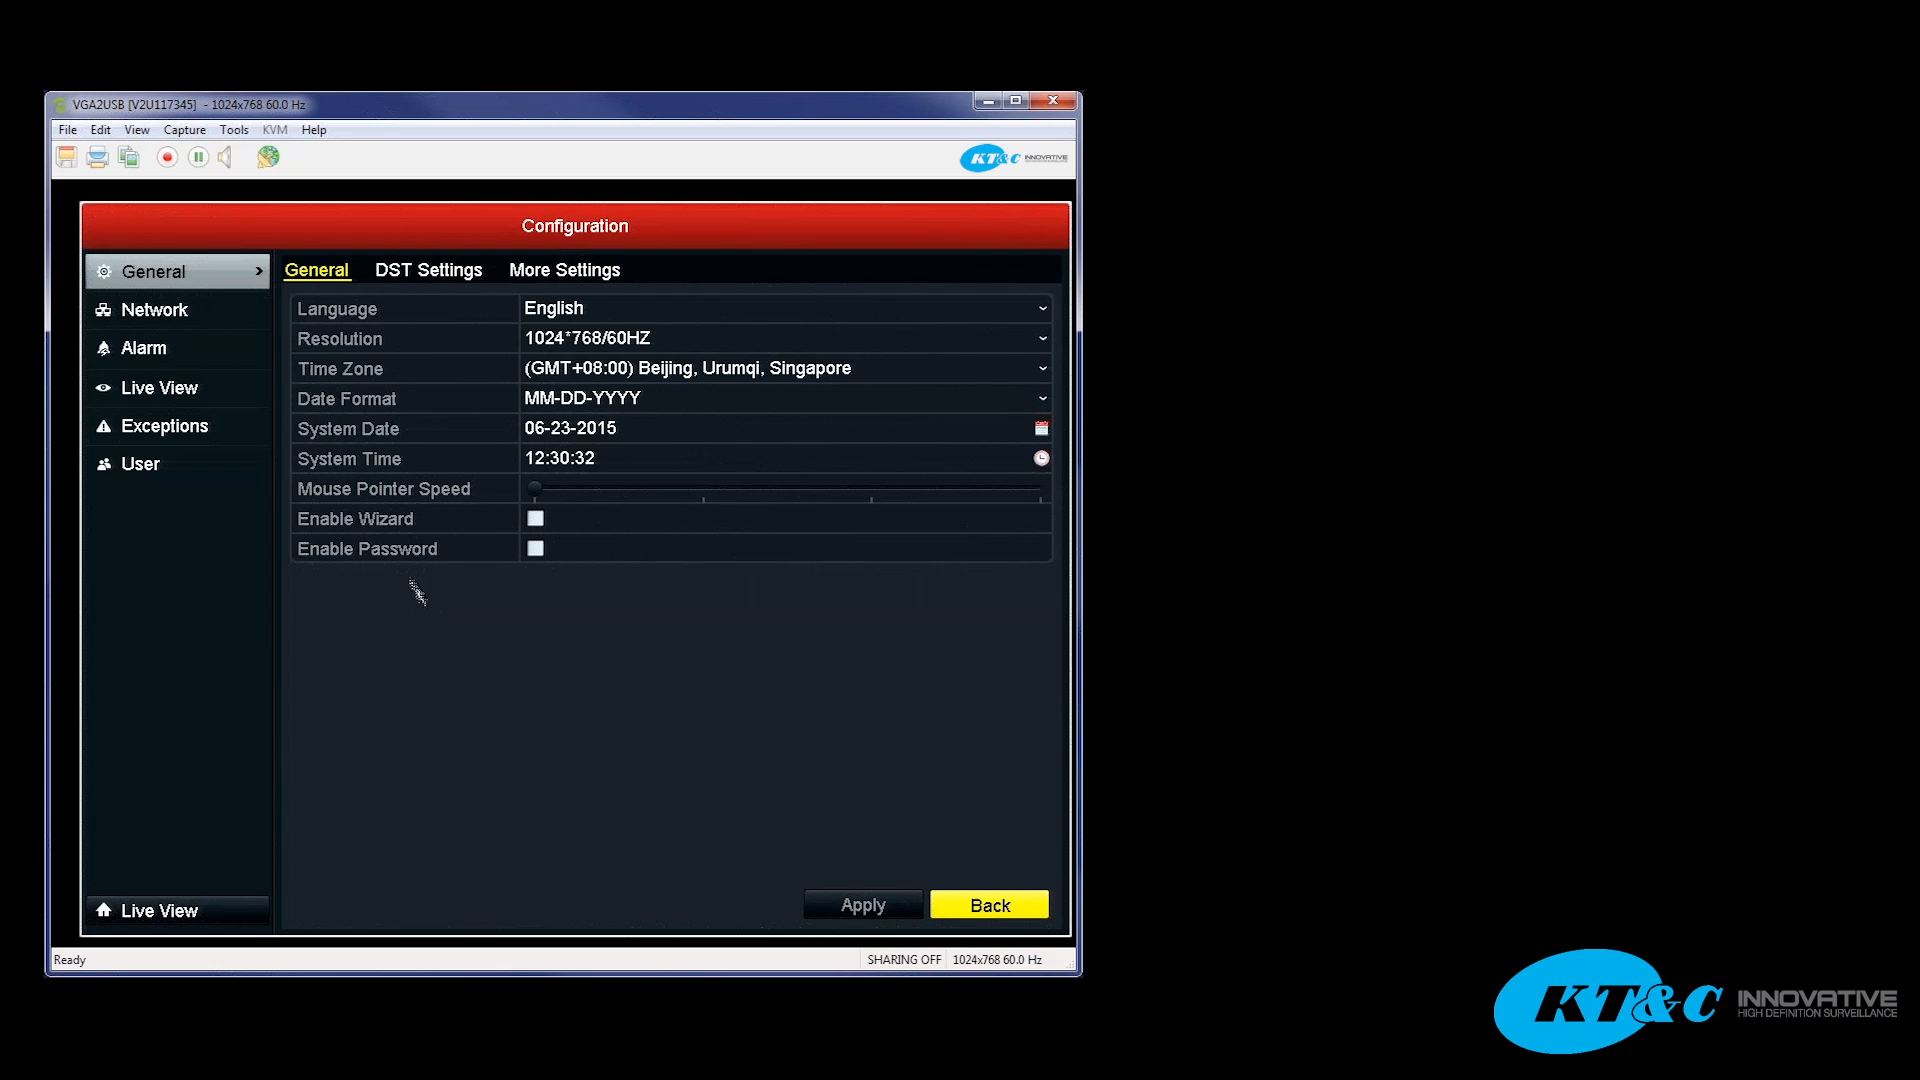 VGA2USB [V2U117345] - 1024x768 60.0 Hz
File Edit View Capture Tools KVM Help
KT&C INNOVATIVE
Configuration
General
Network
Alarm
Live View
Exceptions
User
Live View
General DST Settings More Settings
Language English
Resolution 1024*768/60HZ
Time Zone (GMT+08:00) Beijing, Urumqi, Singapore
Date Format MM-DD-YYYY
System Date 06-23-2015
System Time 12:30:32
Mouse Pointer Speed
Enable Wizard
Enable Password
Apply Back
Ready SHARING OFF 1024x768 60.0 Hz
KT&C INNOVATIVE
HIGH DEFINITION SURVEILLANCE